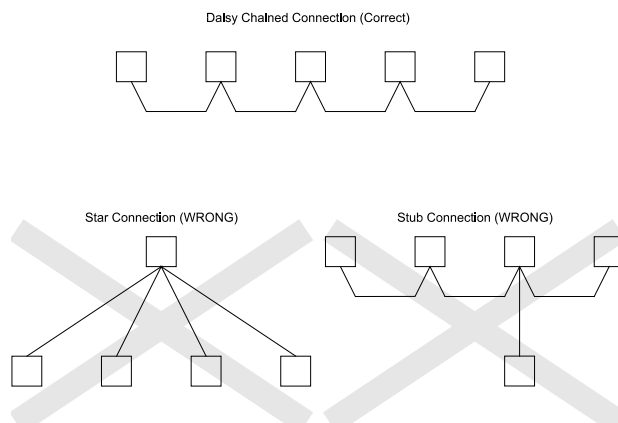 Daisy Chained Connection (Correct)
Star Connection (WRONG)
Stub Connection (WRONG)